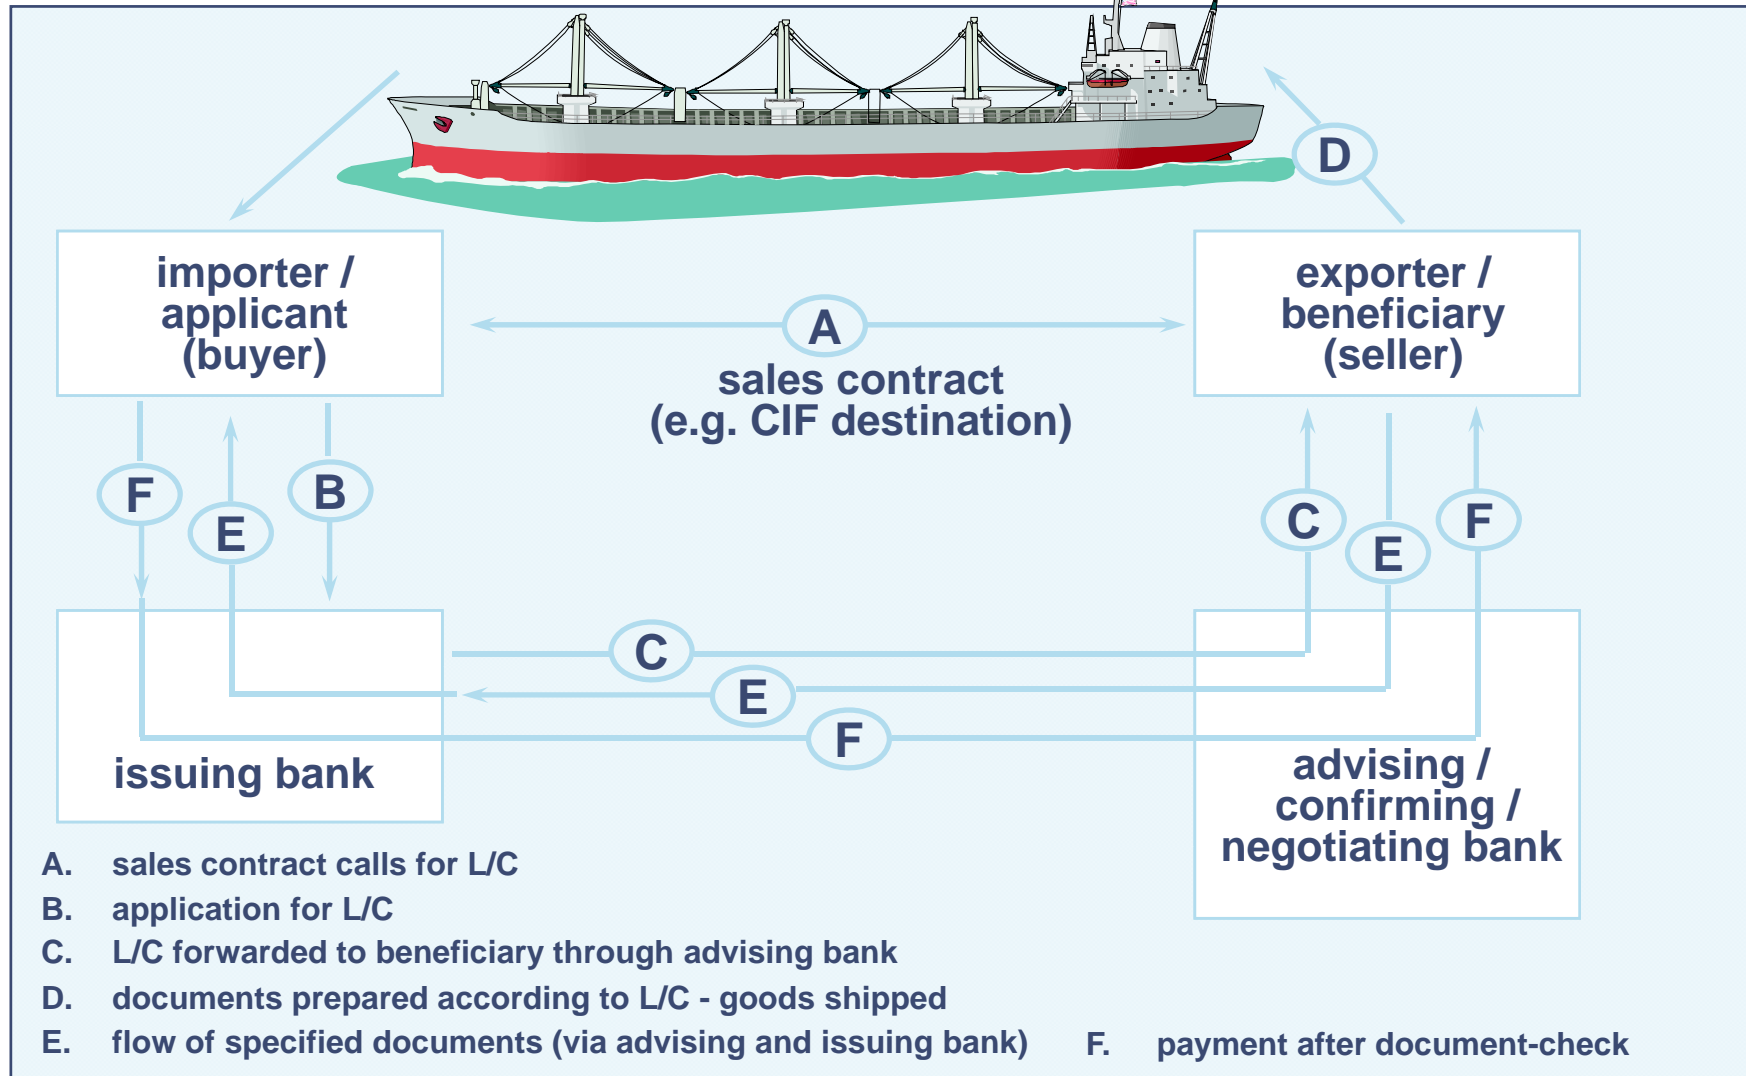 D
importer /
applicant
(buyer)
exporter /
beneficiary
(seller)
A
sales contract
(e.g. CIF destination)
F
E
B
C
E
F
C
E
F
issuing bank
advising /
confirming /
negotiating bank
A. sales contract calls for L/C
B. application for L/C
C. L/C forwarded to beneficiary through advising bank
D. documents prepared according to L/C - goods shipped
E. flow of specified documents (via advising and issuing bank)
F. payment after document-check